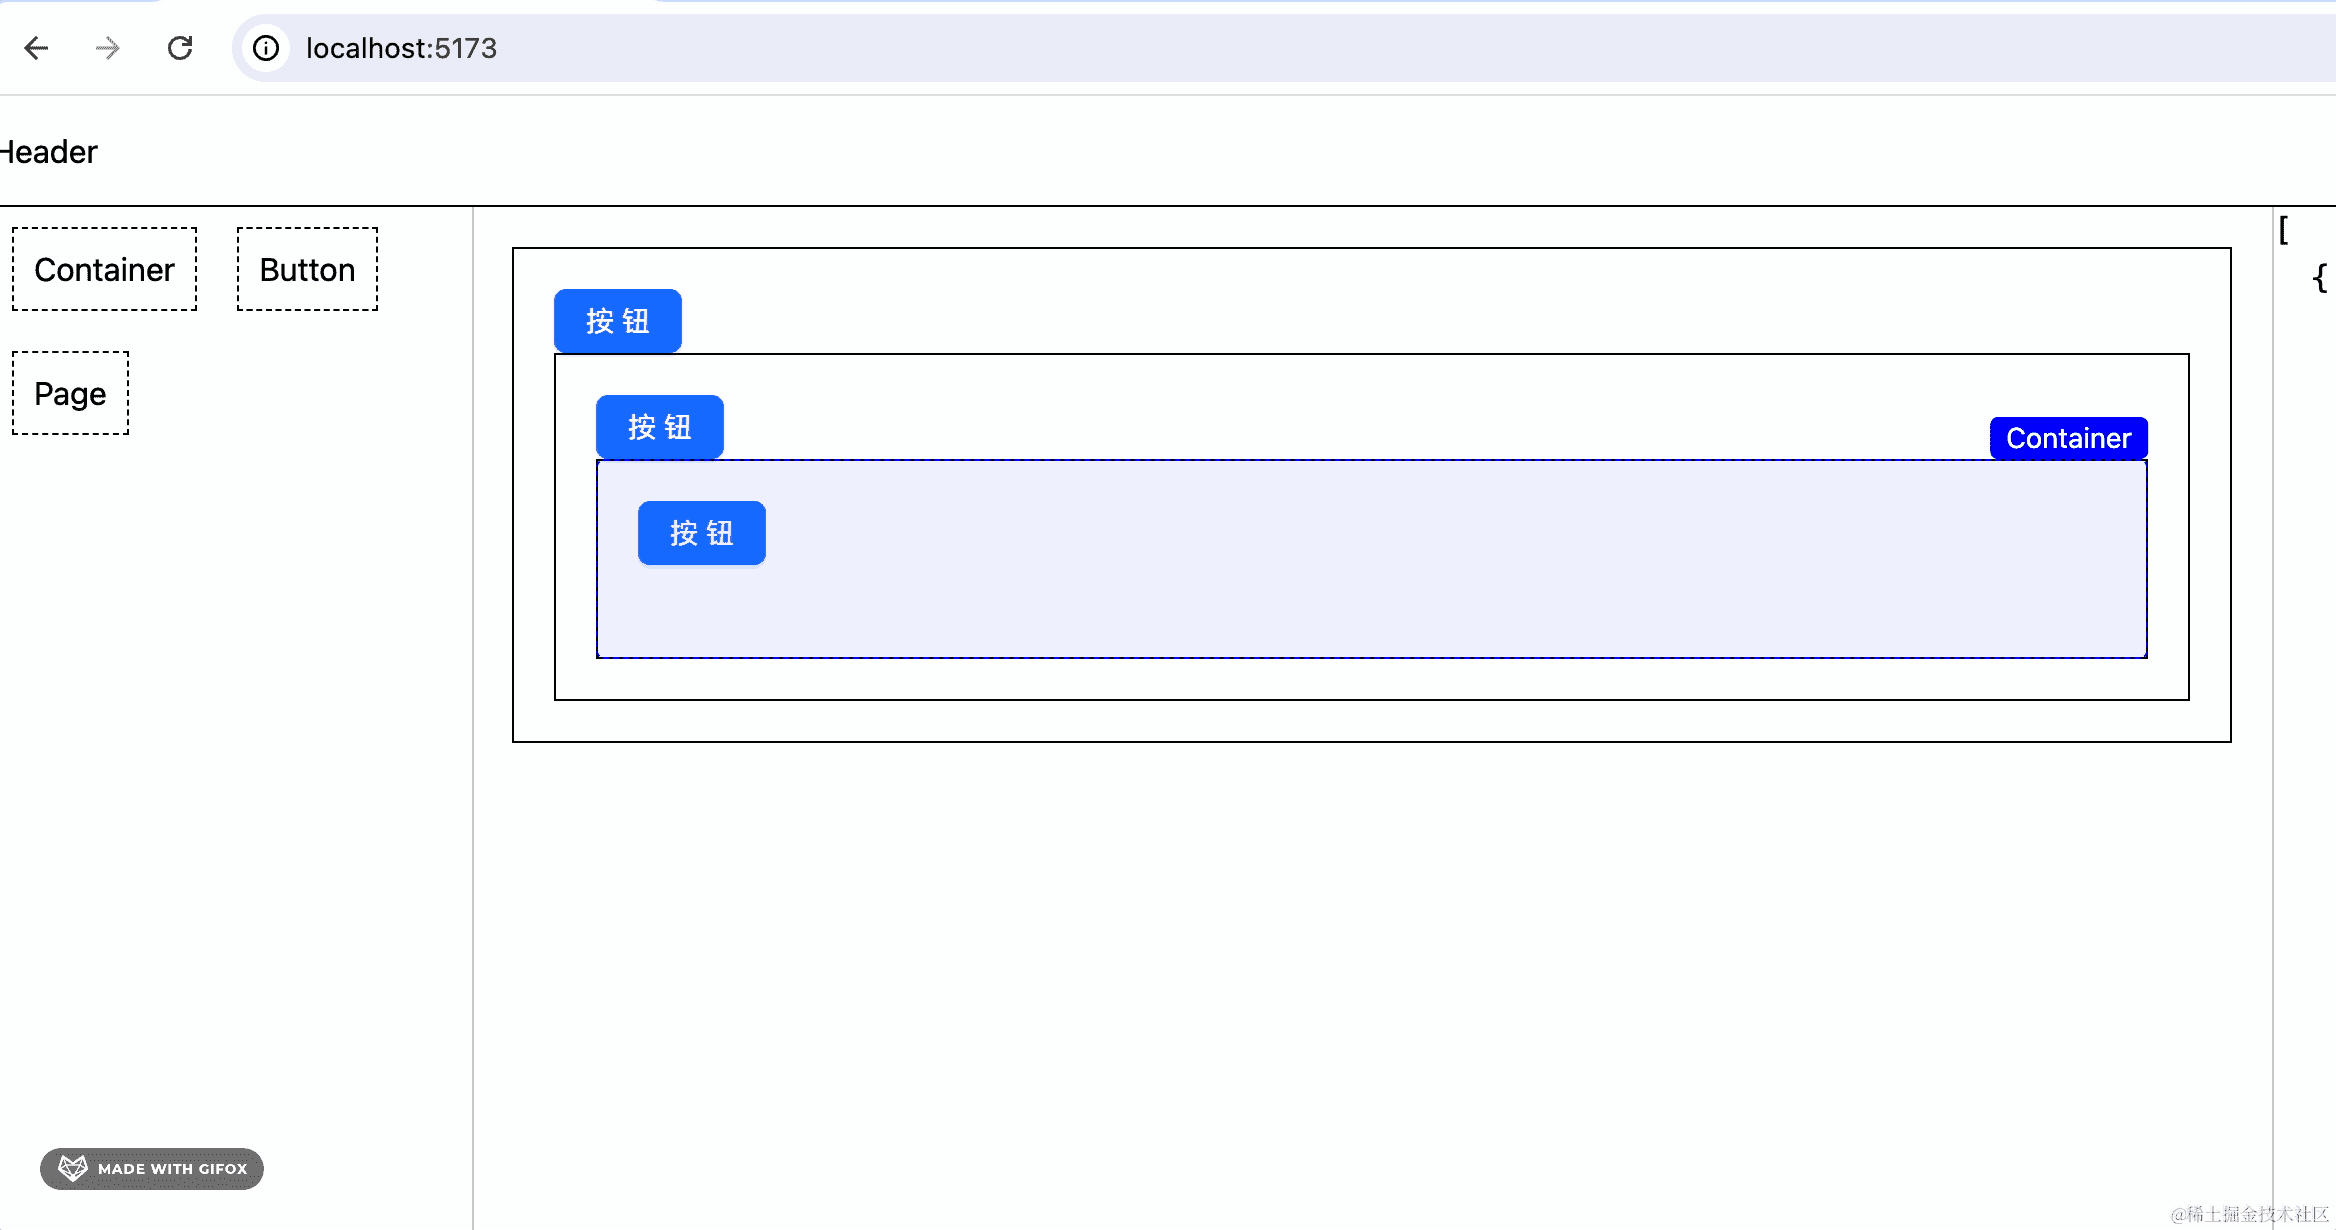 localhost:5173
Header
Container
Button
Page
按 钮
按 钮
Container
按 钮
[
{
MADE WITH GIFOX
@稀土掘金技术社区